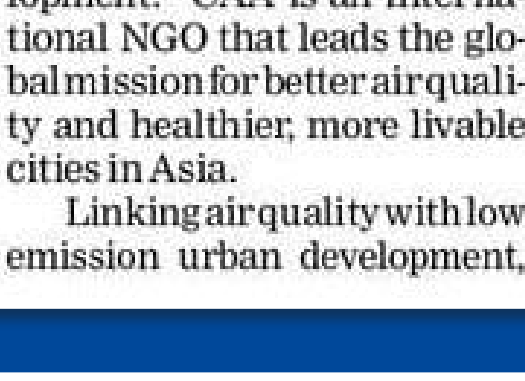 tional NGO that leads the glo-
bal mission for better air quali-
ty and healthier, more livable
cities in Asia.
Linking air quality with low
emission urban development,